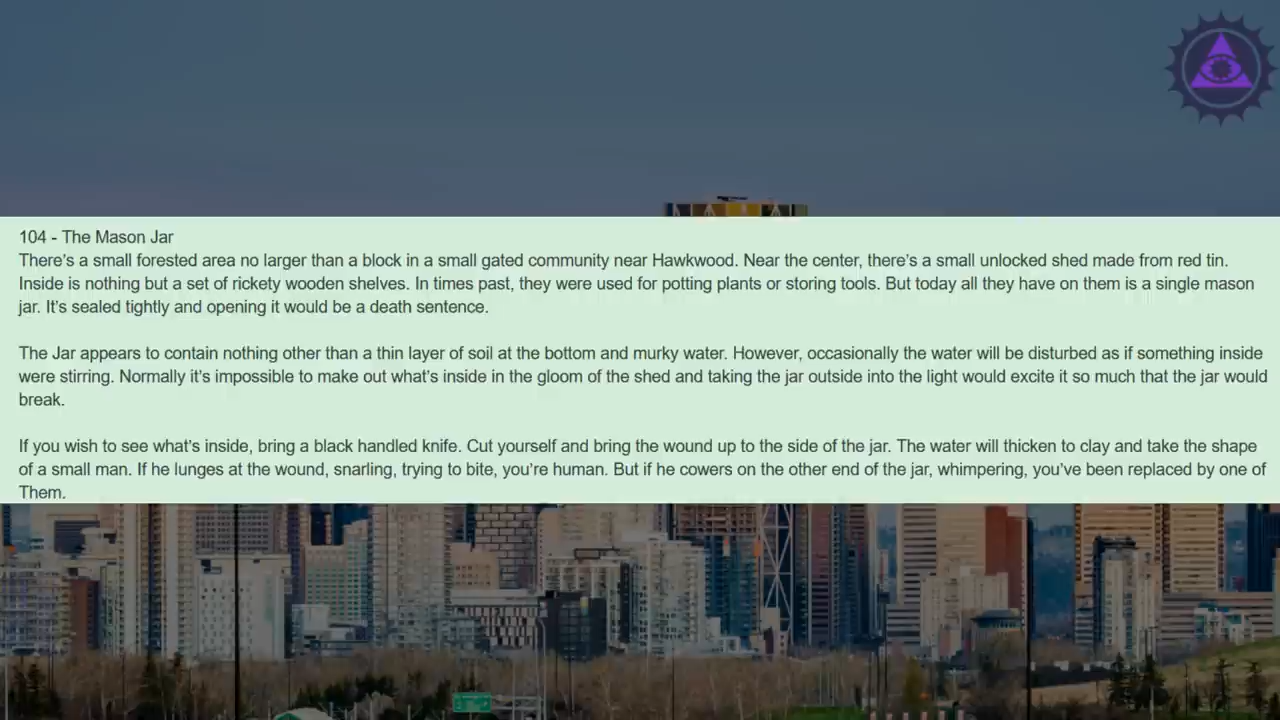 104 - The Mason Jar
There's a small forested area no larger than a block in a small gated community near Hawkwood. Near the center, there's a small unlocked shed made from red tin.
Inside is nothing but a set of rickety wooden shelves. In times past, they were used for potting plants or storing tools. But today all they have on them is a single mason
jar. It's sealed tightly and opening it would be a death sentence.
The Jar appears to contain nothing other than a thin layer of soil at the bottom and murky water. However, occasionally the water will be disturbed as if something inside
were stirring. Normally it's impossible to make out what's inside in the gloom of the shed and taking the jar outside into the light would excite it so much that the jar would
break.
If you wish to see what's inside, bring a black handled knife. Cut yourself and bring the wound up to the side of the jar. The water will thicken to clay and take the shape
of a small man. If he lunges at the wound, snarling, trying to bite, you're human. But if he cowers on the other end of the jar, whimpering, you've been replaced by one of
Them.